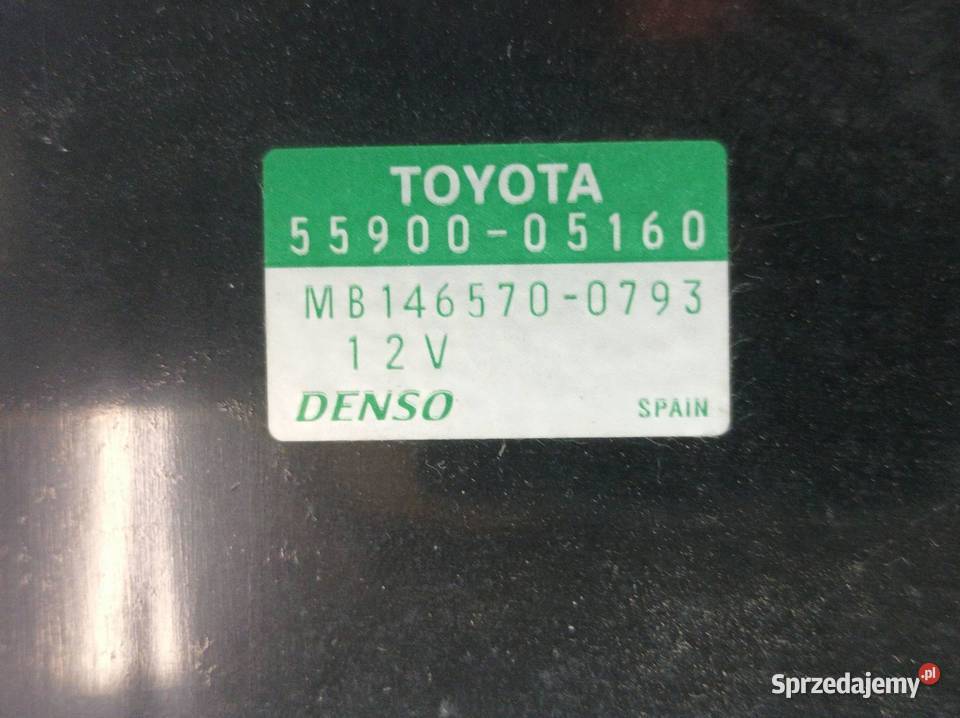 TOYOTA
55900-05160
MB146570-0793
12V
DENSO SPAIN
Sprzedajemy.pl